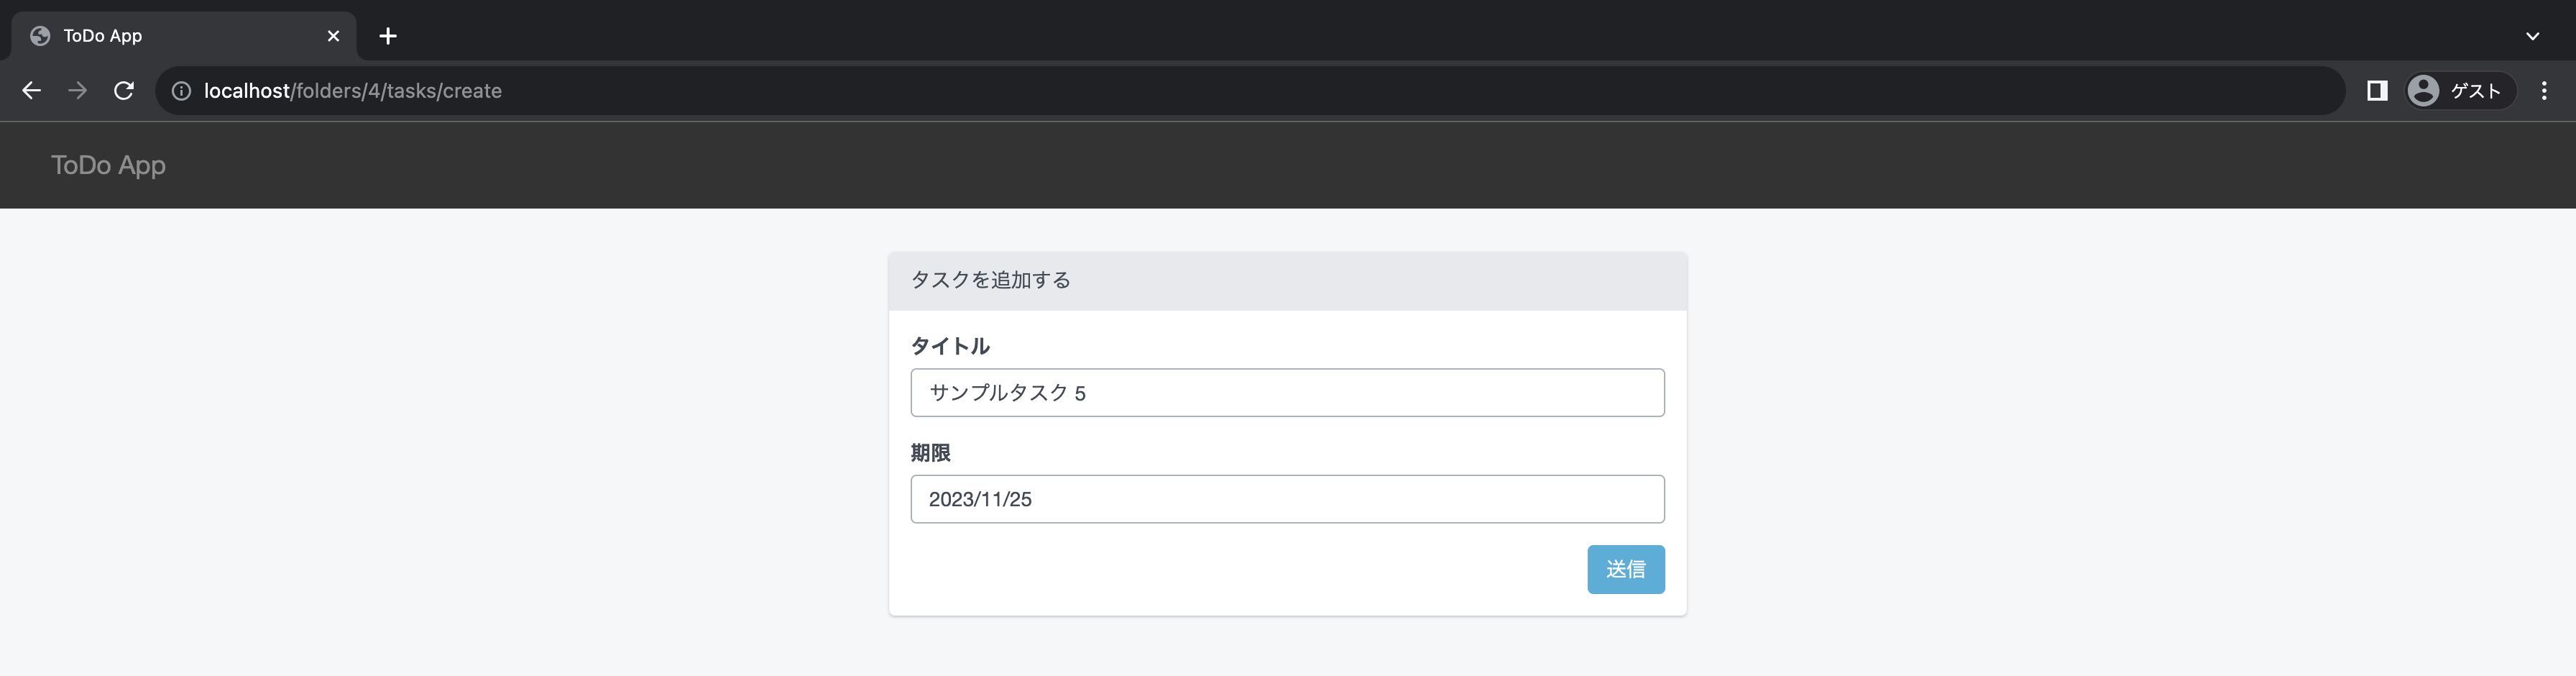 ToDo App
localhost/folders/4/tasks/create
ゲスト
ToDo App
タスクを追加する
タイトル
サンプルタスク 5
期限
2023/11/25
送信